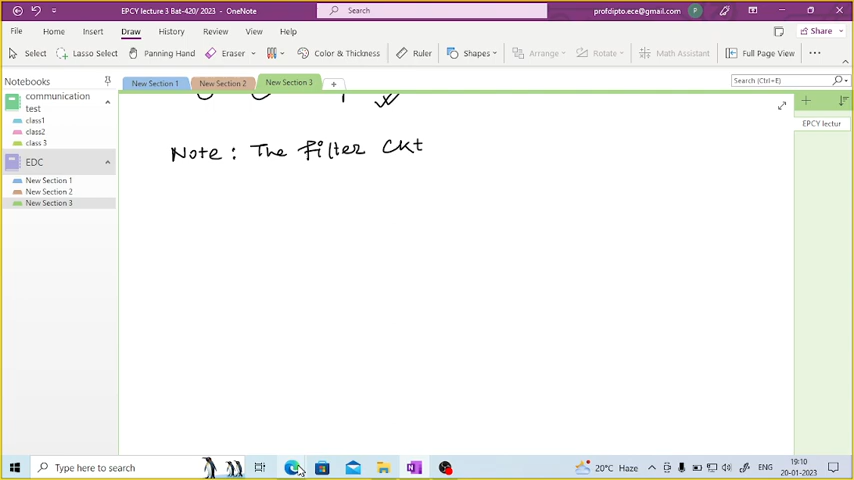 EPCY lecture 3 Bat-420/ 2023 - OneNote
Search
profdipto.ece@gmail.com
P
File Home Insert Draw History Review View Help
Share
Select Lasso Select Panning Hand Eraser Color & Thickness Ruler Shapes Arrange Rotate Math Assistant Full Page View
Notebooks
New Section 1 New Section 2 New Section 3 +
Search (Ctrl+E)
communication
test
class1
class2
class 3
EDC
New Section 1
New Section 2
New Section 3
EPCY lectur
Note : The Filter Ckt
Type here to search
20°C Haze
ENG
19:10
20-01-2023